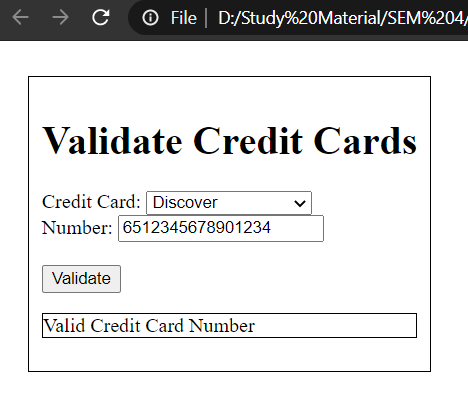 File D:/Study%20Material/SEM%204/
Validate Credit Cards
Credit Card: Discover
Number: 6512345678901234
Validate
Valid Credit Card Number